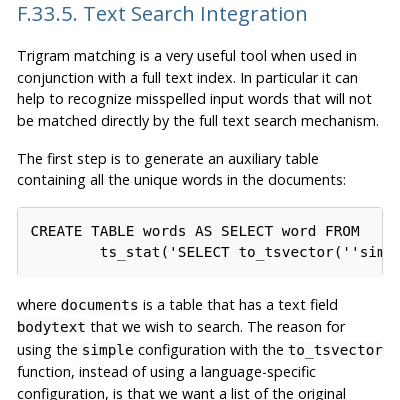 F.33.5. Text Search Integration
Trigram matching is a very useful tool when used in
conjunction with a full text index. In particular it can
help to recognize misspelled input words that will not
be matched directly by the full text search mechanism.
The first step is to generate an auxiliary table
containing all the unique words in the documents:
CREATE TABLE words AS SELECT word FROM
        ts_stat('SELECT to_tsvector(''sim
where documents is a table that has a text field
bodytext that we wish to search. The reason for
using the simple configuration with the to_tsvector
function, instead of using a language-specific
configuration, is that we want a list of the original